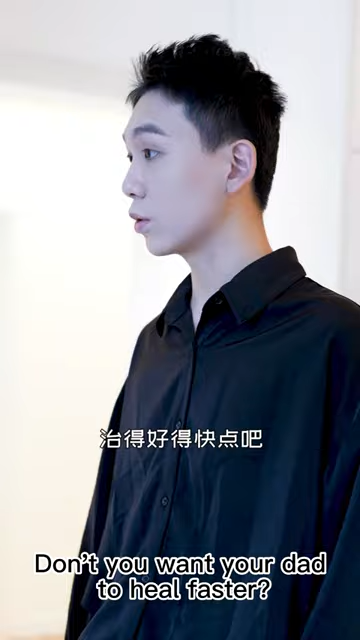 治得好得快点吧
Don't you want your dad
to heal faster?